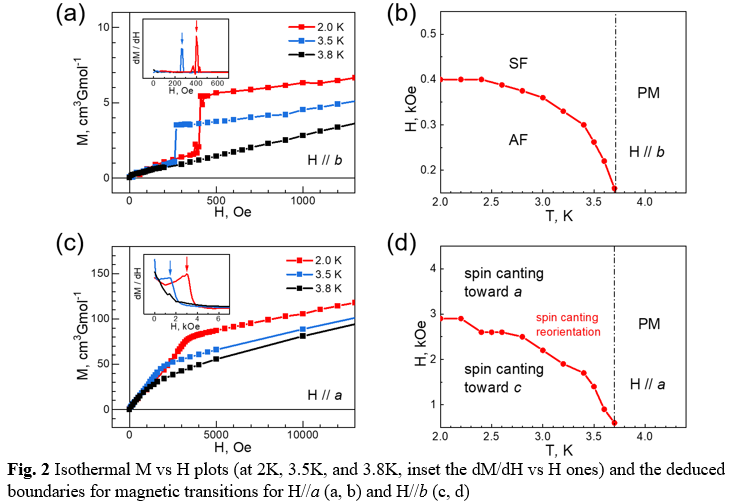 (a)
M, cm3Gmol-1
10
5
0
dM / dH
0 200 400 600
H, Oe
2.0 K
3.5 K
3.8 K
H // b
0 500 1000
H, Oe
(b)
H, kOe
0.5
0.4
0.3
0.2
SF
AF
PM
H // b
2.0 2.5 3.0 3.5 4.0
T, K
(c)
M, cm3Gmol-1
150
100
50
0
dM / dH
0 3 6
H, kOe
2.0 K
3.5 K
3.8 K
H // a
0 5000 10000
H, Oe
(d)
H, kOe
4
3
2
1
spin canting
toward a
spin canting
reorientation
spin canting
toward c
PM
H // a
2.0 2.5 3.0 3.5 4.0
T, K
Fig. 2 Isothermal M vs H plots (at 2K, 3.5K, and 3.8K, inset the dM/dH vs H ones) and the deduced
boundaries for magnetic transitions for H//a (a, b) and H//b (c, d)